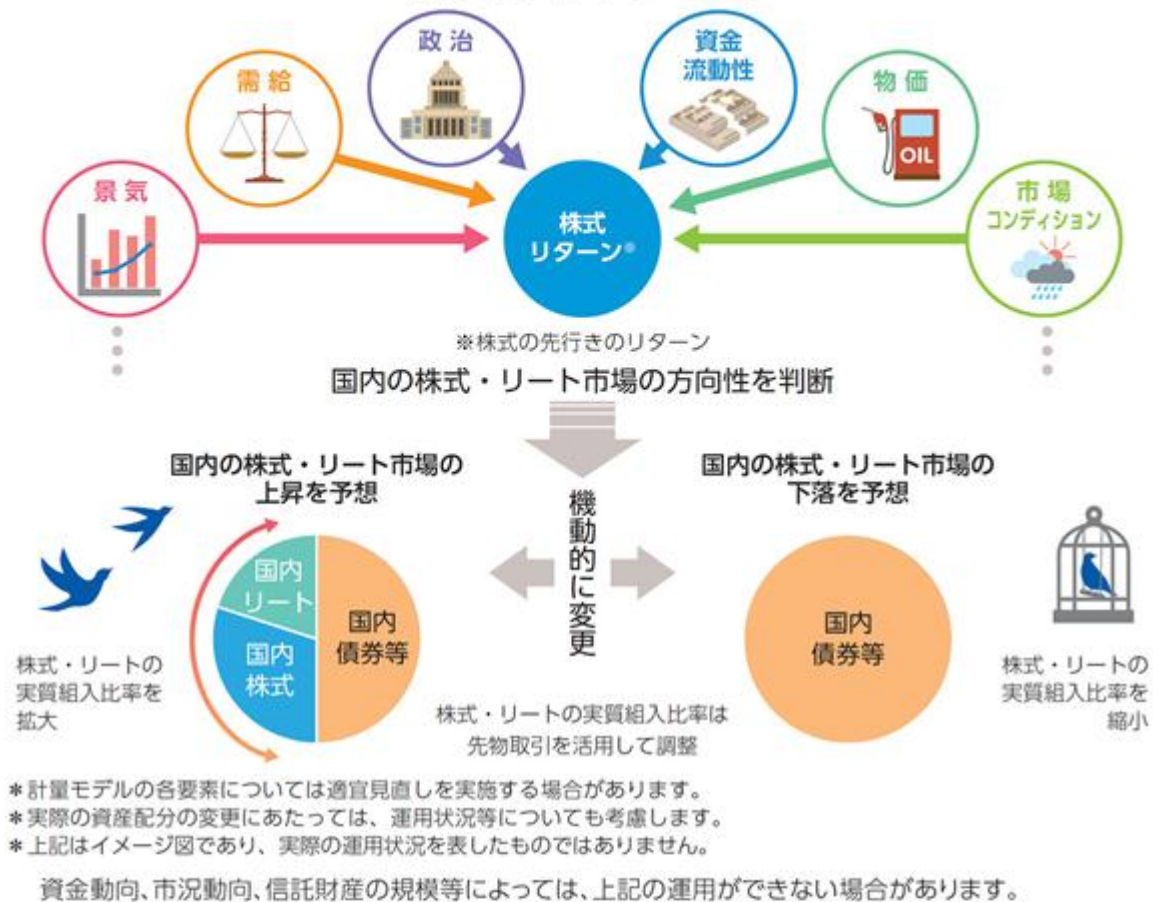 政治
資金
流動性
需給
物価
OIL
景気
市場
コンディション
株式
リターン※
※株式の先行きのリターン
国内の株式・リート市場の方向性を判断
国内の株式・リート市場の
上昇を予想
国内の株式・リート市場の
下落を予想
機動的に変更
国内
リート
国内
株式
国内
債券等
国内
債券等
株式・リートの
実質組入比率を
拡大
株式・リートの
実質組入比率を
縮小
株式・リートの実質組入比率は
先物取引を活用して調整
＊計量モデルの各要素については適宜見直しを実施する場合があります。
＊実際の資産配分の変更にあたっては、運用状況等についても考慮します。
＊上記はイメージ図であり、実際の運用状況を表したものではありません。
資金動向、市況動向、信託財産の規模等によっては、上記の運用ができない場合があります。